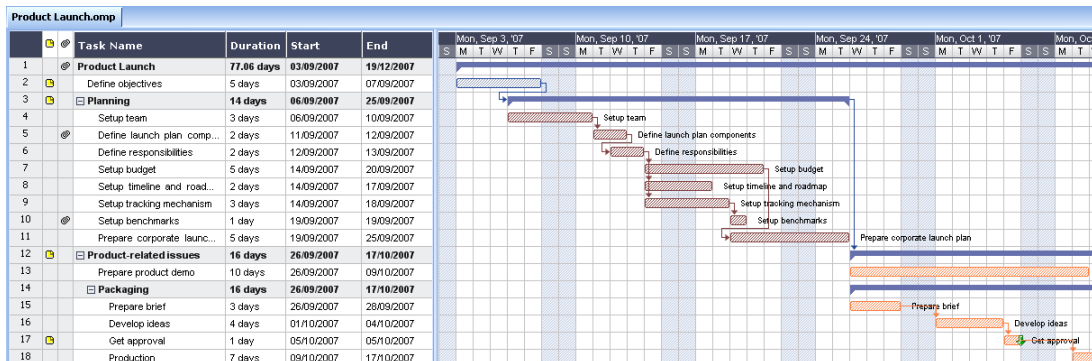 Product Launch.omp
Task Name Duration Start End
Mon, Sep 3, '07 Mon, Sep 10, '07 Mon, Sep 17, '07 Mon, Sep 24, '07 Mon, Oct 1, '07 Mon, Oc
S M T W T F S S M T W T F S S M T W T F S S M T W T F S S M T W T F S S M T
1 Product Launch 77.06 days 03/09/2007 19/12/2007
2 Define objectives 5 days 03/09/2007 07/09/2007
3 Planning 14 days 06/09/2007 25/09/2007
4 Setup team 3 days 06/09/2007 10/09/2007 Setup team
5 Define launch plan comp... 2 days 11/09/2007 12/09/2007 Define launch plan components
6 Define responsibilities 2 days 12/09/2007 13/09/2007 Define responsibilities
7 Setup budget 5 days 14/09/2007 20/09/2007 Setup budget
8 Setup timeline and road... 2 days 14/09/2007 17/09/2007 Setup timeline and roadmap
9 Setup tracking mechanism 3 days 14/09/2007 18/09/2007 Setup tracking mechanism
10 Setup benchmarks 1 day 19/09/2007 19/09/2007 Setup benchmarks
11 Prepare corporate launc... 5 days 19/09/2007 25/09/2007 Prepare corporate launch plan
12 Product-related issues 16 days 26/09/2007 17/10/2007
13 Prepare product demo 10 days 26/09/2007 09/10/2007
14 Packaging 16 days 26/09/2007 17/10/2007
15 Prepare brief 3 days 26/09/2007 28/09/2007 Prepare brief
16 Develop ideas 4 days 01/10/2007 04/10/2007 Develop ideas
17 Get approval 1 day 05/10/2007 05/10/2007 Get approval
18 Production 7 days 09/10/2007 17/10/2007